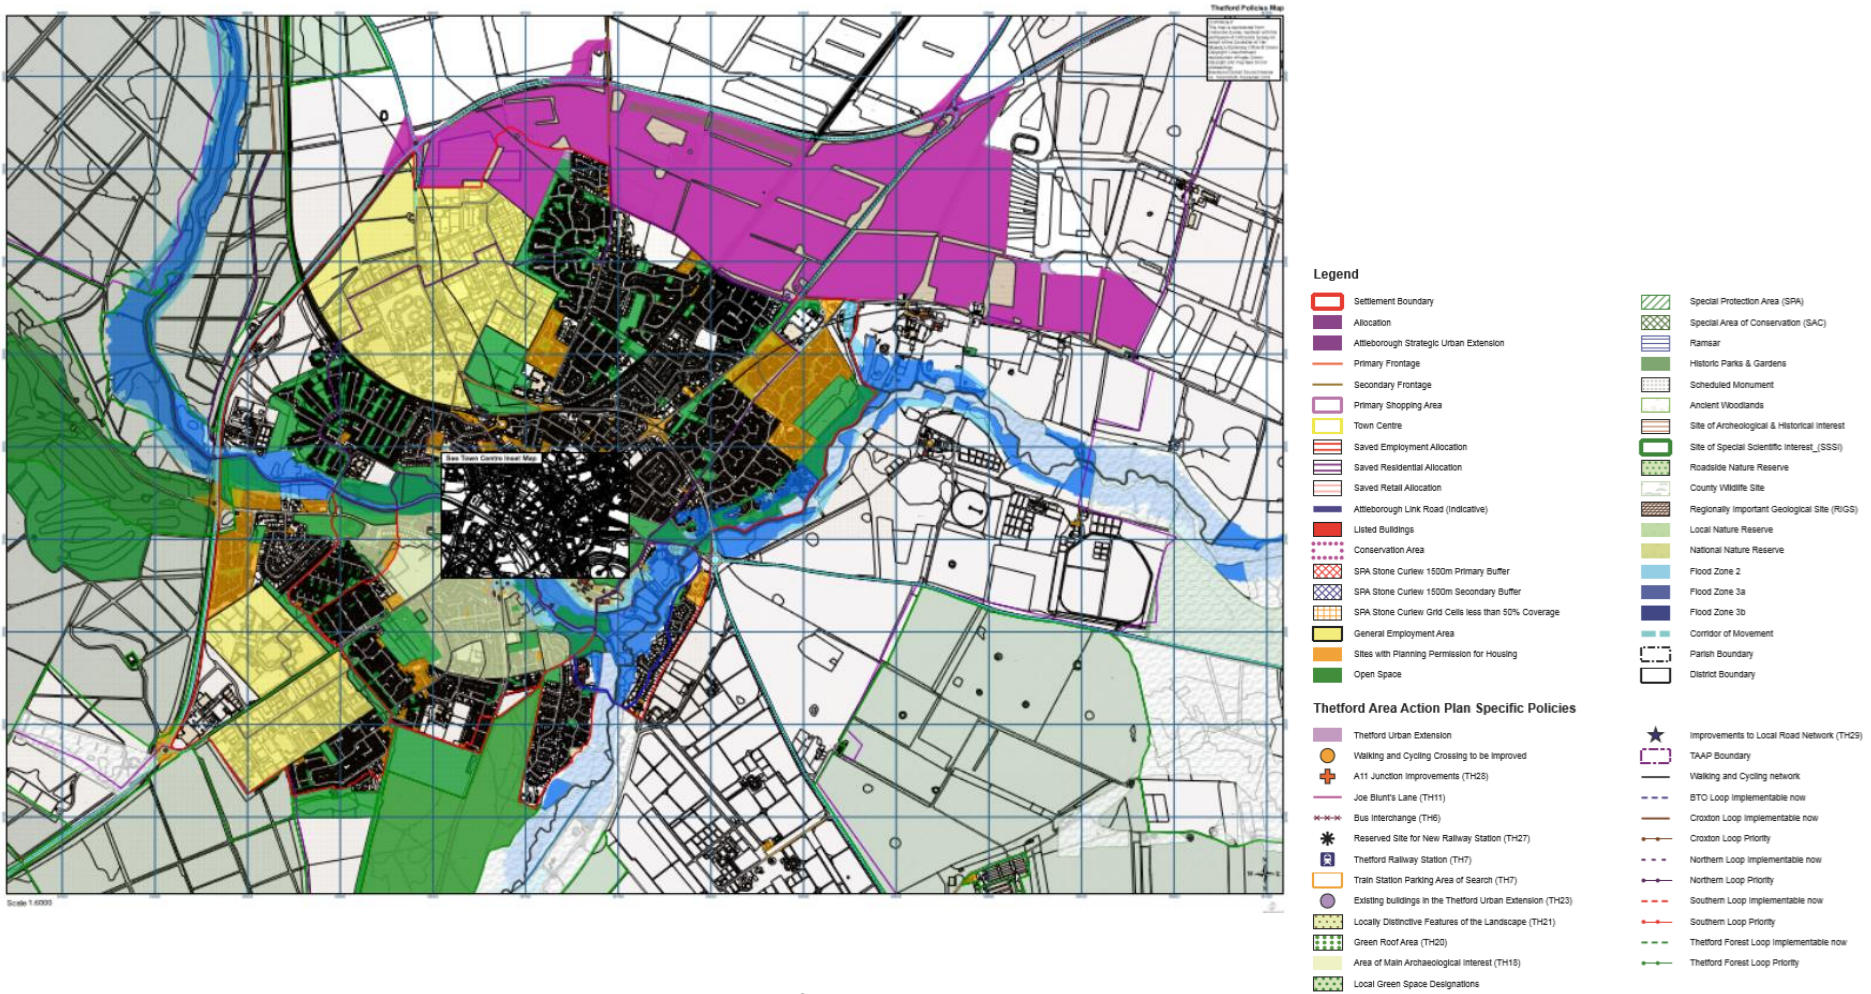 Thetford Policies Map
See Town Centre Inset Map
Scale 1:6000
Legend
Settlement Boundary
Allocation
Attleborough Strategic Urban Extension
Primary Frontage
Secondary Frontage
Primary Shopping Area
Town Centre
Saved Employment Allocation
Saved Residential Allocation
Saved Retail Allocation
Attleborough Link Road (Indicative)
Listed Buildings
Conservation Area
SPA Stone Curlew 1500m Primary Buffer
SPA Stone Curlew 1500m Secondary Buffer
SPA Stone Curlew Grid Cells less than 50% Coverage
General Employment Area
Sites with Planning Permission for Housing
Open Space
Special Protection Area (SPA)
Special Area of Conservation (SAC)
Ramsar
Historic Parks & Gardens
Scheduled Monument
Ancient Woodlands
Site of Archeological & Historical Interest
Site of Special Scientific Interest_(SSSI)
Roadside Nature Reserve
County Wildlife Site
Regionally Important Geological Site (RIGS)
Local Nature Reserve
National Nature Reserve
Flood Zone 2
Flood Zone 3a
Flood Zone 3b
Corridor of Movement
Parish Boundary
District Boundary
Thetford Area Action Plan Specific Policies
Thetford Urban Extension
Walking and Cycling Crossing to be Improved
A11 Junction Improvements (TH28)
Joe Blunt's Lane (TH11)
Bus Interchange (TH6)
Reserved Site for New Railway Station (TH27)
Thetford Railway Station (TH7)
Train Station Parking Area of Search (TH7)
Existing buildings in the Thetford Urban Extension (TH23)
Locally Distinctive Features of the Landscape (TH21)
Green Roof Area (TH20)
Area of Main Archaeological Interest (TH18)
Local Green Space Designations
Improvements to Local Road Network (TH29)
TAAP Boundary
Walking and Cycling network
BTO Loop Implementable now
Croxton Loop Implementable now
Croxton Loop Priority
Northern Loop Implementable now
Northern Loop Priority
Southern Loop Implementable now
Southern Loop Priority
Thetford Forest Loop Implementable now
Thetford Forest Loop Priority